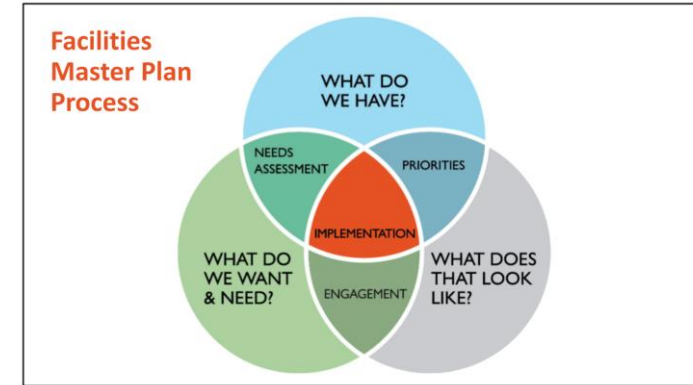 Facilities
Master Plan
Process
WHAT DO
WE HAVE?
NEEDS
ASSESSMENT
PRIORITIES
IMPLEMENTATION
WHAT DO
WE WANT
& NEED?
WHAT DOES
THAT LOOK
LIKE?
ENGAGEMENT